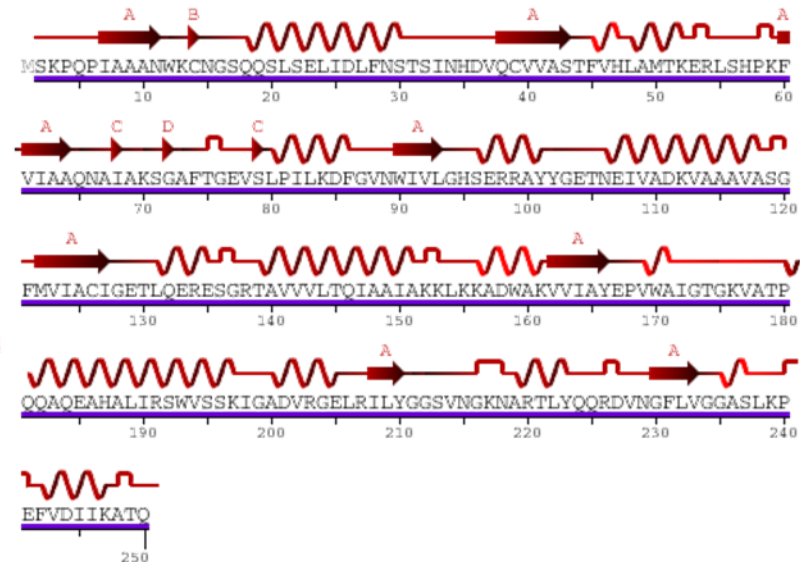 A B A A
MSKPQPIAAANWKCNGSQQSLSELIDLFNSTSINHDVQCVVASTFVHLAMTKERLSHPKF
10 20 30 40 50 60
A C D C A
VIAAQNAIAKSGAFTGEVSLPILKDFGVNWIVLGHSERRAYYGETNEIVADKVAAAVASG
70 80 90 100 110 120
A A
FMVIACIGETLQERESGRTAVVVLTQIAAIAKKLKKADWAKVVIAYEPVWAIGTGKVATP
130 140 150 160 170 180
A A
QQAQEAHALIRSWVSSKIGADVRGELRILYGGSVNGKNARTLYQQRDVNGFLVGGASLKP
190 200 210 220 230 240
EFVDIIKATQ
250